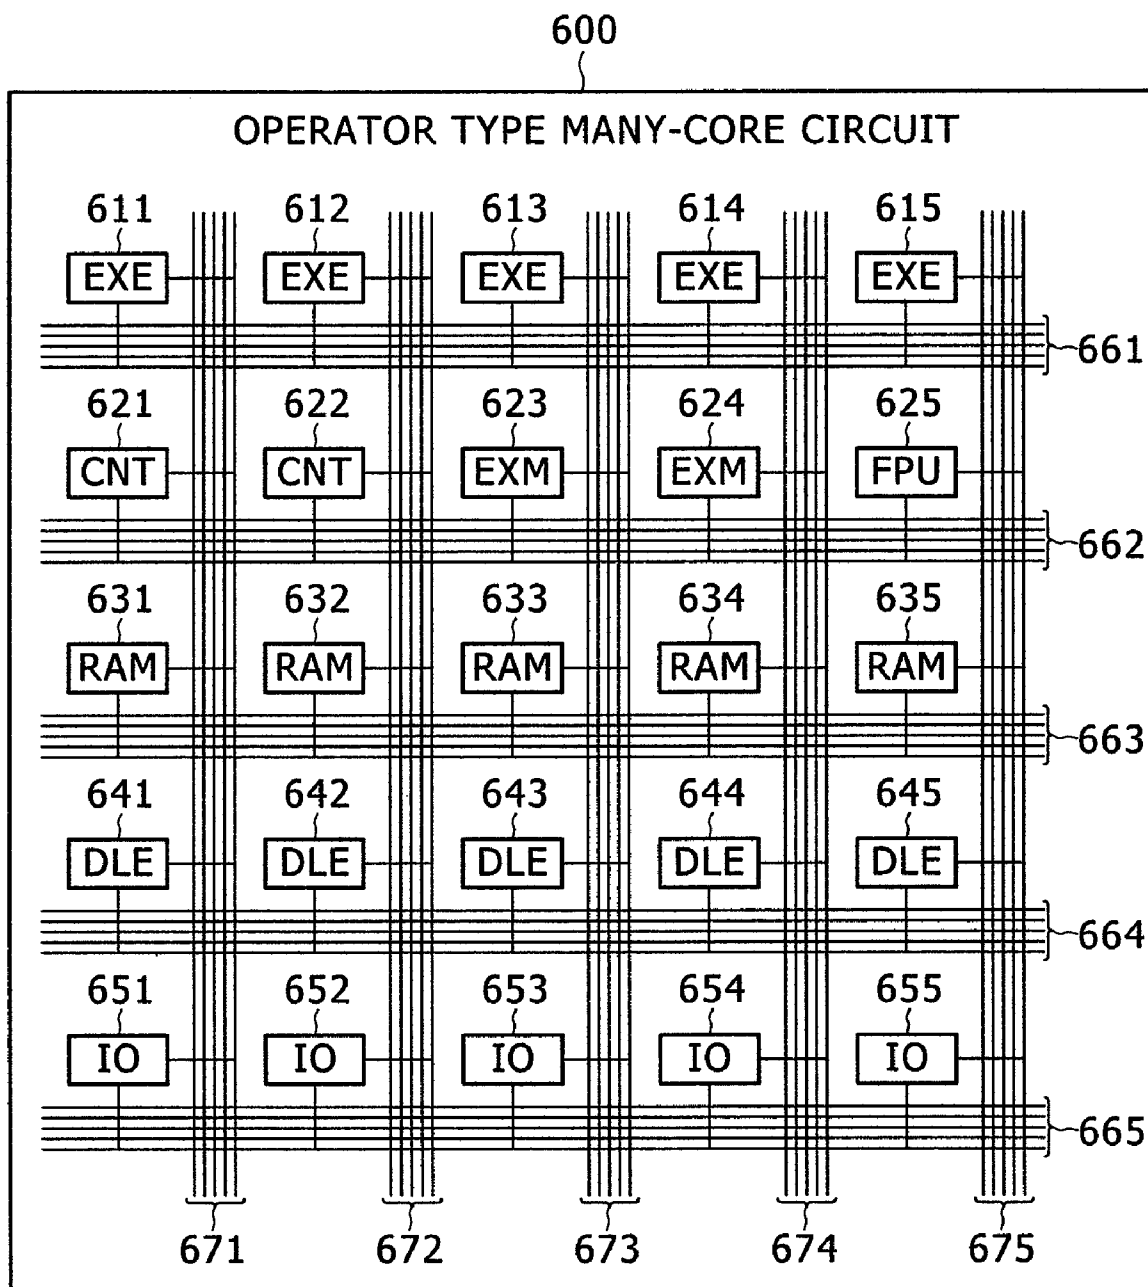 600
OPERATOR TYPE MANY-CORE CIRCUIT
611 612 613 614 615
EXE EXE EXE EXE EXE
661
621 622 623 624 625
CNT CNT EXM EXM FPU
662
631 632 633 634 635
RAM RAM RAM RAM RAM
663
641 642 643 644 645
DLE DLE DLE DLE DLE
664
651 652 653 654 655
IO IO IO IO IO
665
671 672 673 674 675